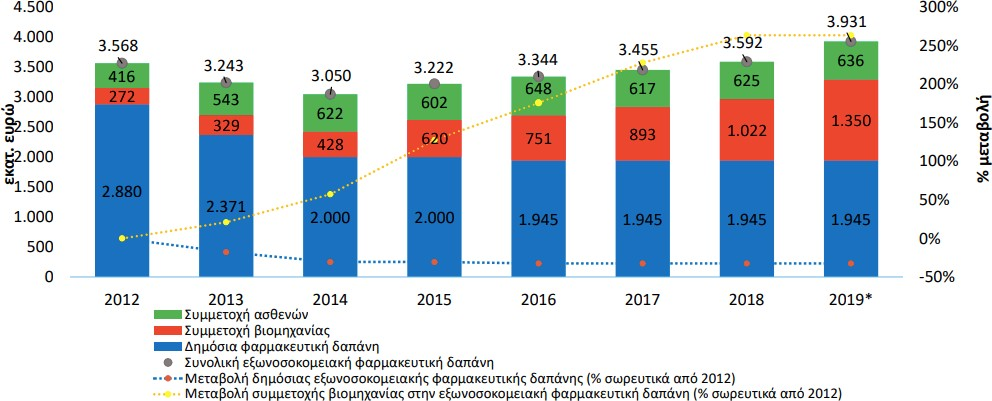 4.500
4.000
3.500
3.000
2.500
2.000
1.500
1.000
500
0
εκατ. ευρώ
300%
250%
200%
150%
100%
50%
0%
-50%
% μεταβολής
3.568 3.243 3.050 3.222 3.344 3.455 3.592 3.931
416 543 622 602 648 617 625 636
272 329 428 620 751 893 1.022 1.350
2.880 2.371 2.000 2.000 1.945 1.945 1.945 1.945
2012 2013 2014 2015 2016 2017 2018 2019*
Συμμετοχή ασθενών
Συμμετοχή βιομηχανίας
Δημόσια φαρμακευτική δαπάνη
Συνολική εξωνοσοκομειακή φαρμακευτική δαπάνη
Μεταβολή δημόσιας εξωνοσοκομειακής φαρμακευτικής δαπάνης (% σωρευτικά από 2012)
Μεταβολή συμμετοχής βιομηχανίας στην εξωνοσοκομειακή φαρμακευτική δαπάνη (% σωρευτικά από 2012)